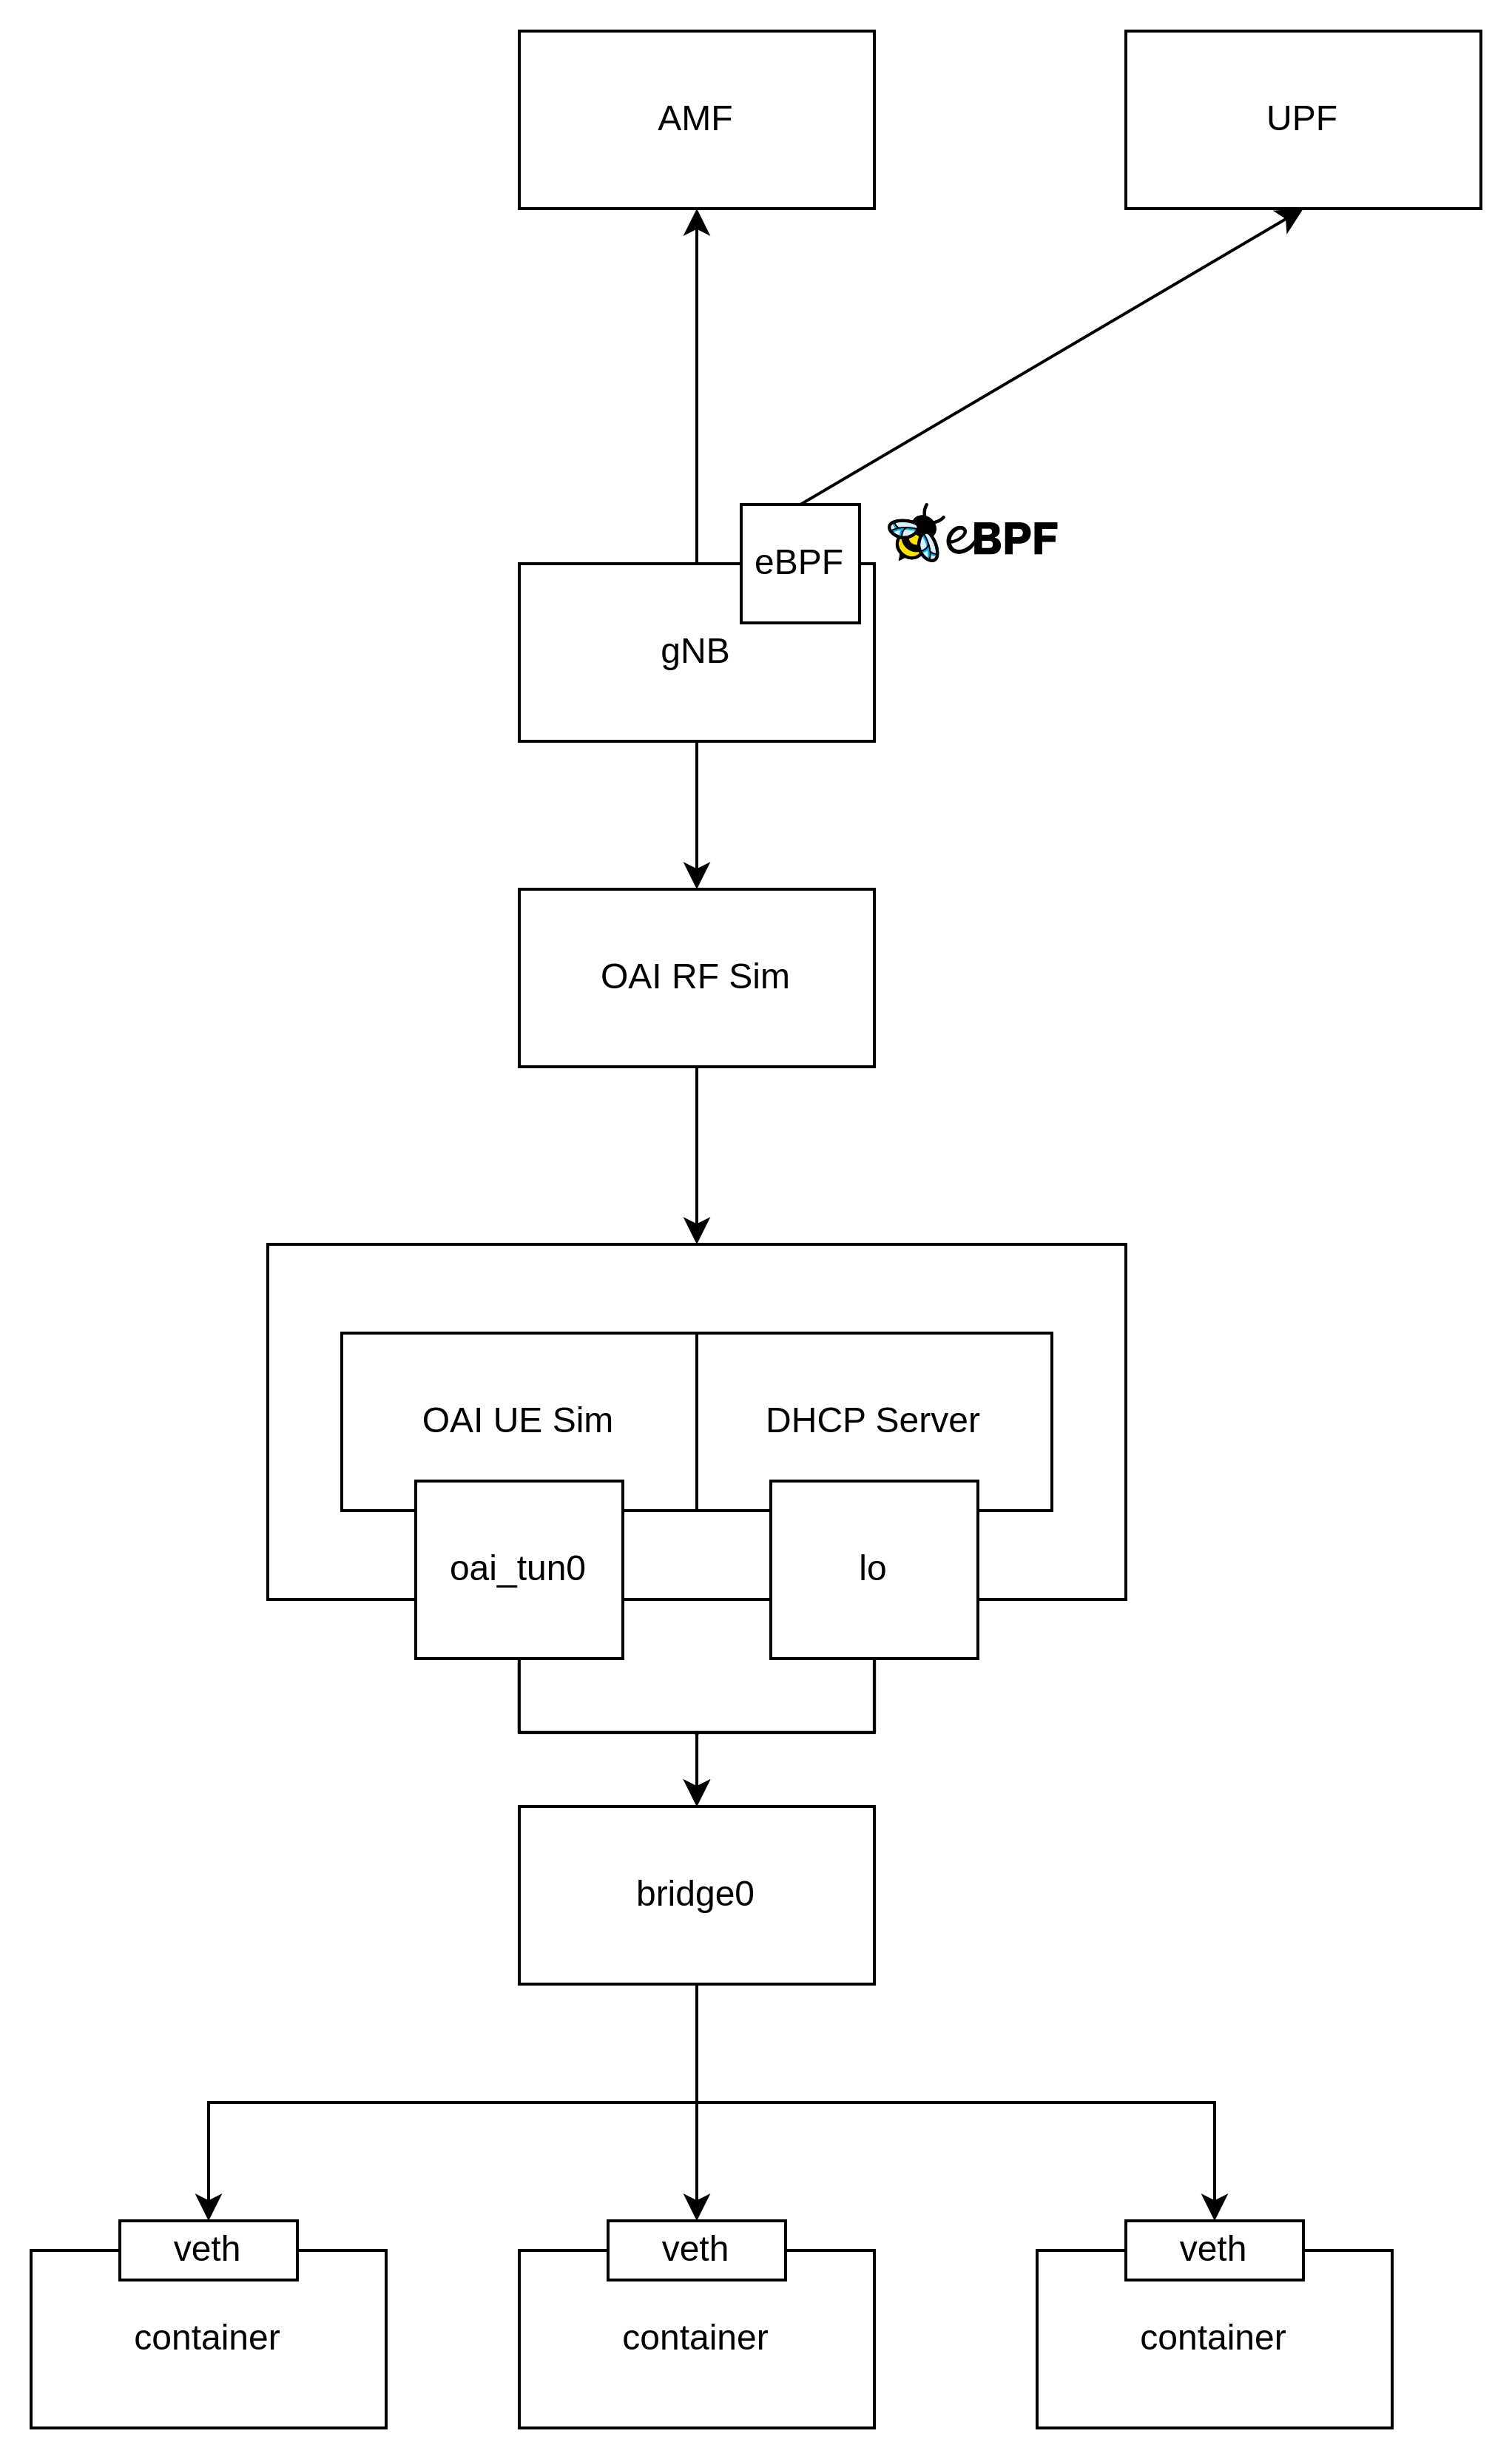 AMF
UPF
eBPF
eBPF
gNB
OAI RF Sim
OAI UE Sim
DHCP Server
oai_tun0
lo
bridge0
veth
veth
veth
container
container
container